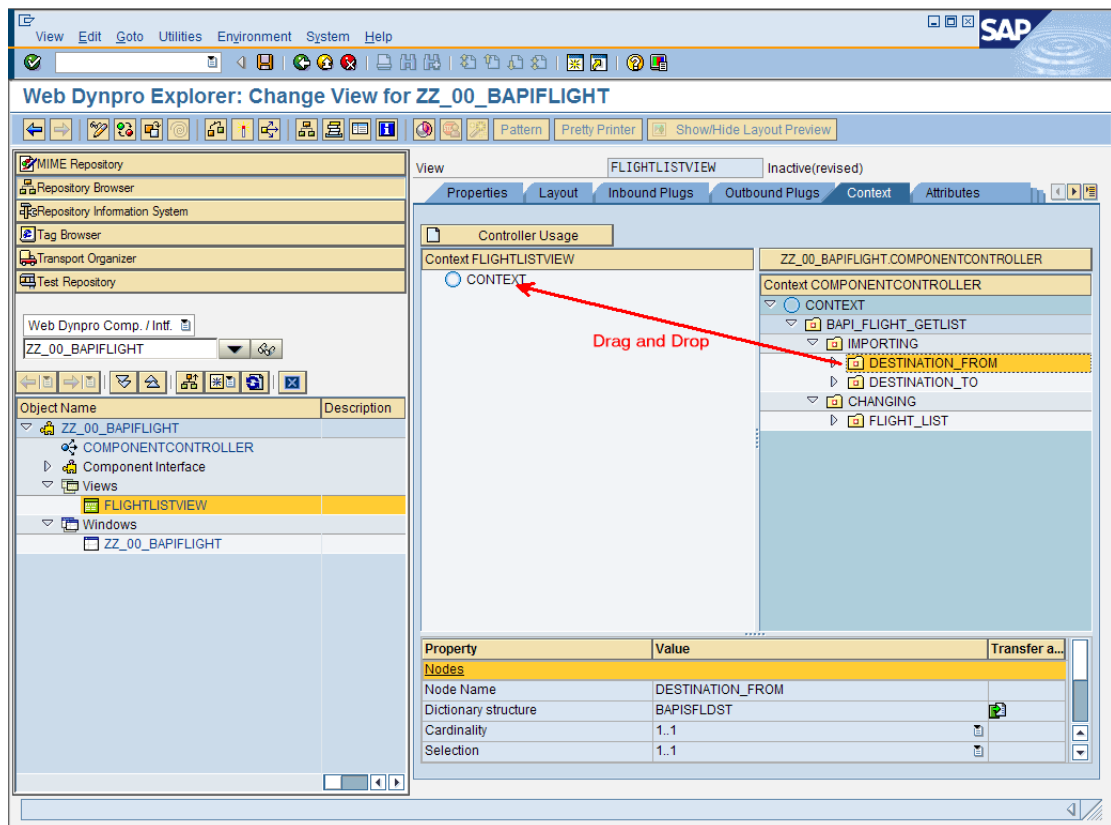 View Edit Goto Utilities Environment System Help
SAP
Web Dynpro Explorer: Change View for ZZ_00_BAPIFLIGHT
Pattern Pretty Printer Show/Hide Layout Preview
MIME Repository
Repository Browser
Repository Information System
Tag Browser
Transport Organizer
Test Repository
Web Dynpro Comp. / Intf.
ZZ_00_BAPIFLIGHT
Object Name Description
ZZ_00_BAPIFLIGHT
COMPONENTCONTROLLER
Component Interface
Views
FLIGHTLISTVIEW
Windows
ZZ_00_BAPIFLIGHT
View FLIGHTLISTVIEW Inactive(revised)
Properties Layout Inbound Plugs Outbound Plugs Context Attributes
Controller Usage
Context FLIGHTLISTVIEW
CONTEXT
Drag and Drop
ZZ_00_BAPIFLIGHT.COMPONENTCONTROLLER
Context COMPONENTCONTROLLER
CONTEXT
BAPI_FLIGHT_GETLIST
IMPORTING
DESTINATION_FROM
DESTINATION_TO
CHANGING
FLIGHT_LIST
Property Value Transfer a...
Nodes
Node Name DESTINATION_FROM
Dictionary structure BAPISFLDST
Cardinality 1..1
Selection 1..1